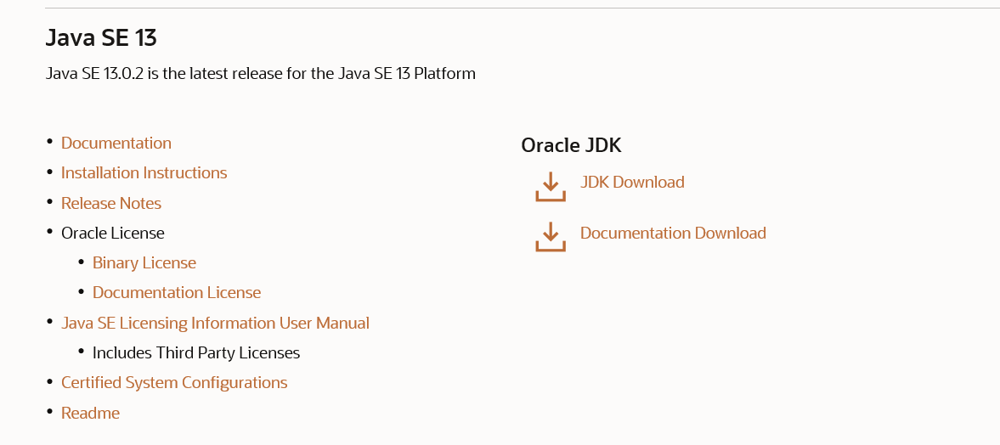 Java SE 13
Java SE 13.0.2 is the latest release for the Java SE 13 Platform
• Documentation
• Installation Instructions
• Release Notes
• Oracle License
• Binary License
• Documentation License
• Java SE Licensing Information User Manual
• Includes Third Party Licenses
• Certified System Configurations
• Readme
Oracle JDK
JDK Download
Documentation Download